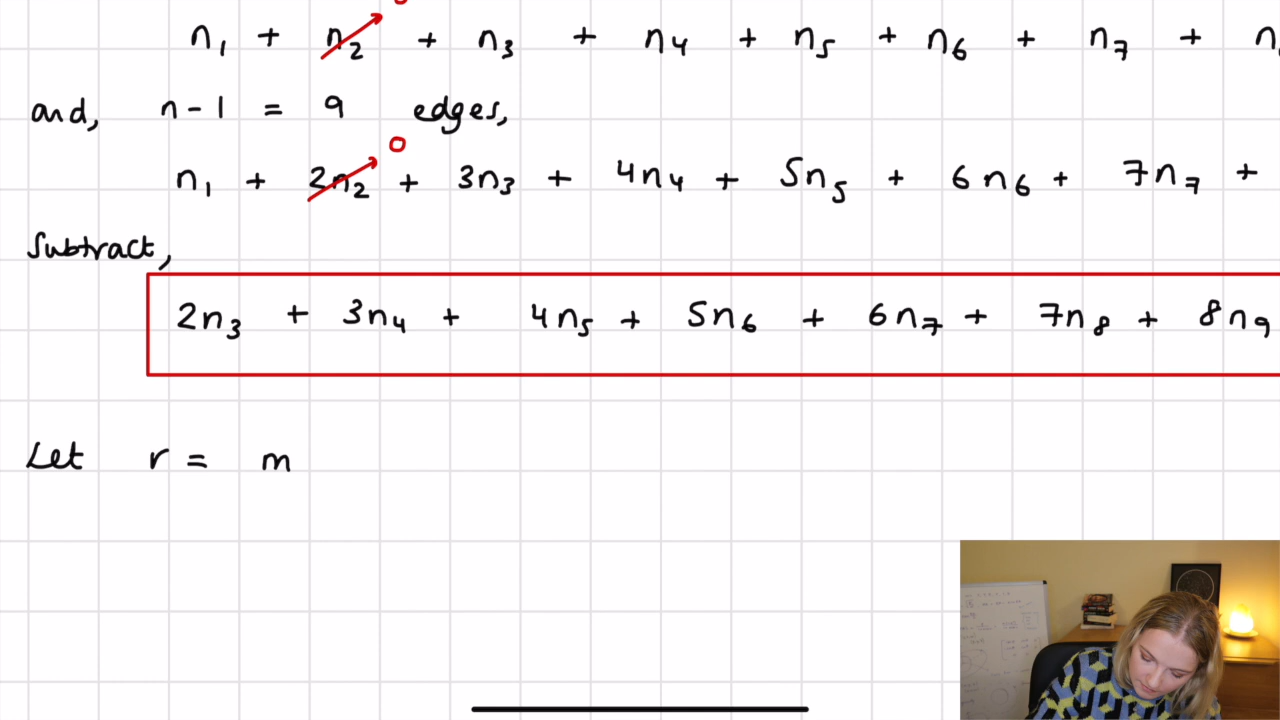 n₁ + n₂ + n₃ + n₄ + n₅ + n₆ + n₇ +
and, n - 1 = 9 edges,
0
n₁ + 2n₂ + 3n₃ + 4n₄ + 5n₅ + 6n₆ + 7n₇ +
Subtract,
2n₃ + 3n₄ + 4n₅ + 5n₆ + 6n₇ + 7n₈ + 8n₉
Let r = m